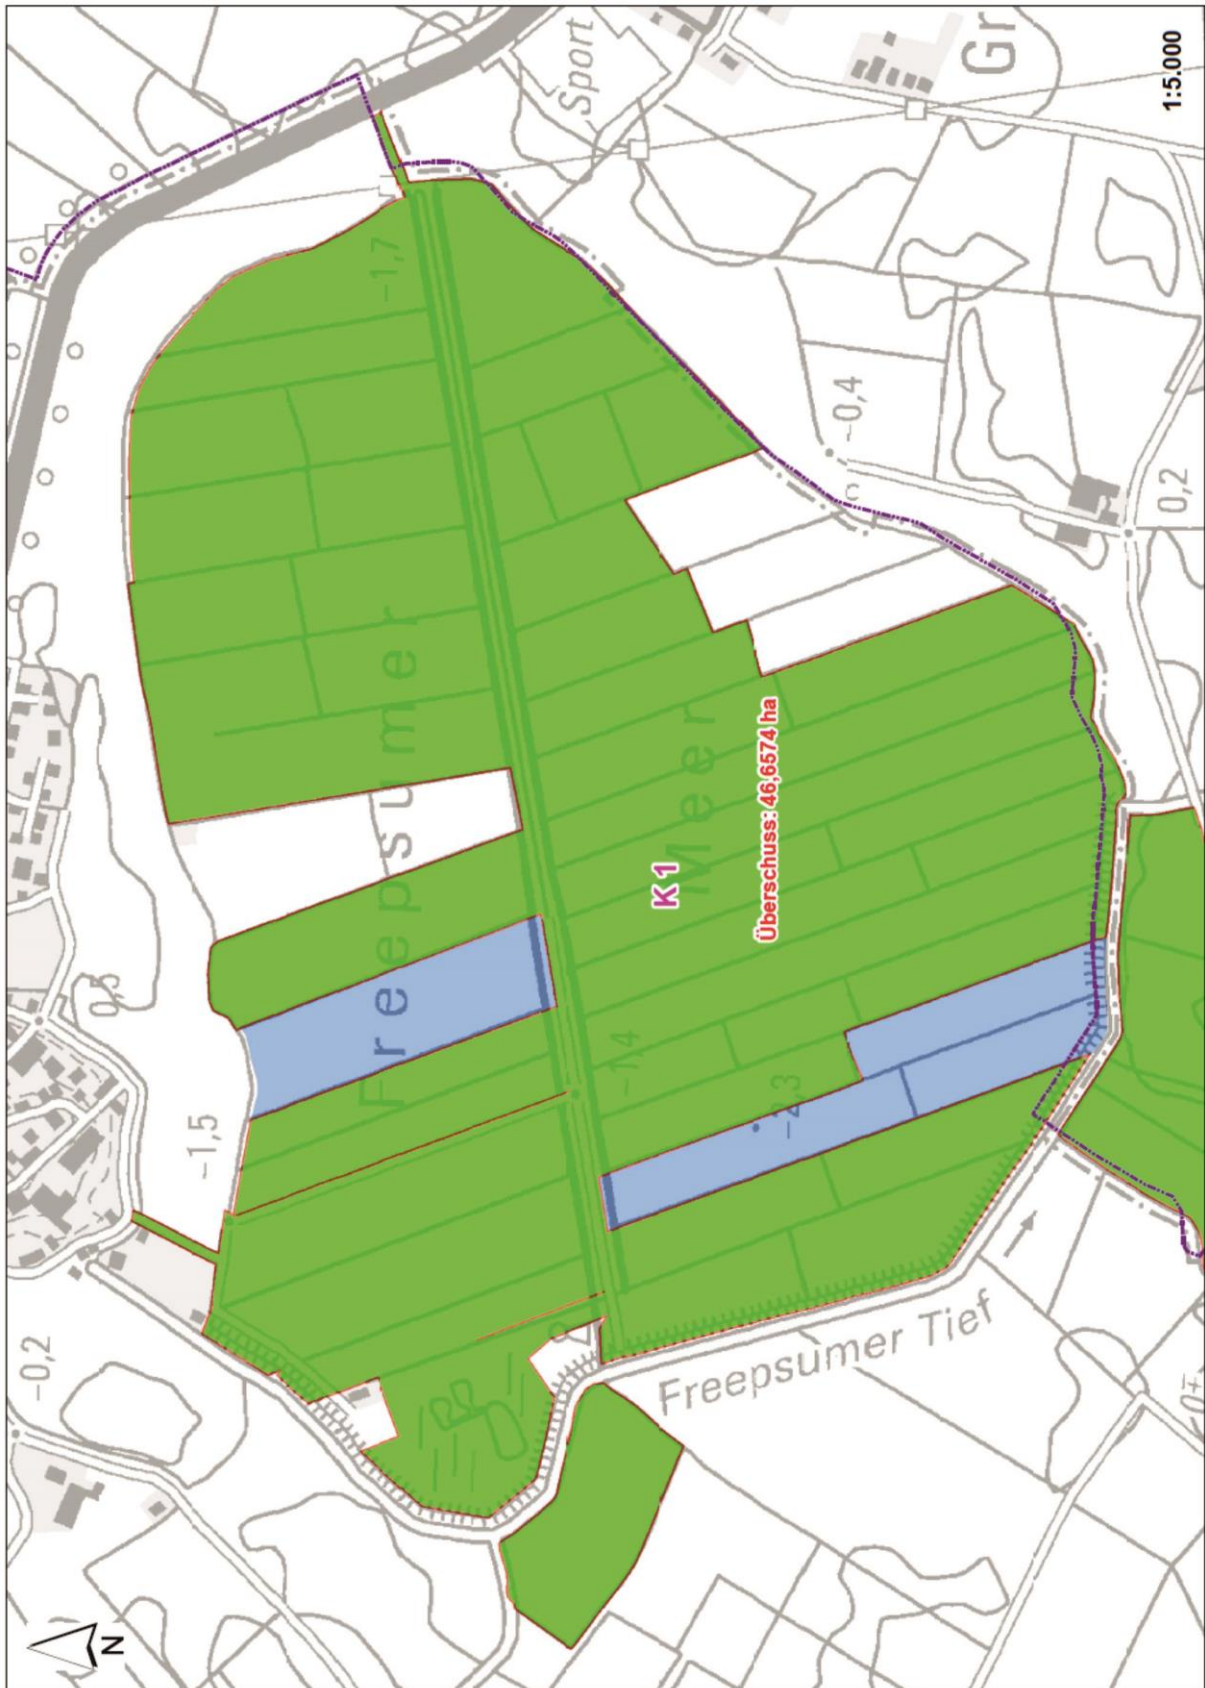 1:5.000
Gr
Sport
-1,7
-0,4
0,2
Freepsumer
Meer
K 1
Überschuss: 46,6574 ha
0,3
-1,5
-1,4
-2,3
-0,2
Freepsumer Tief
N